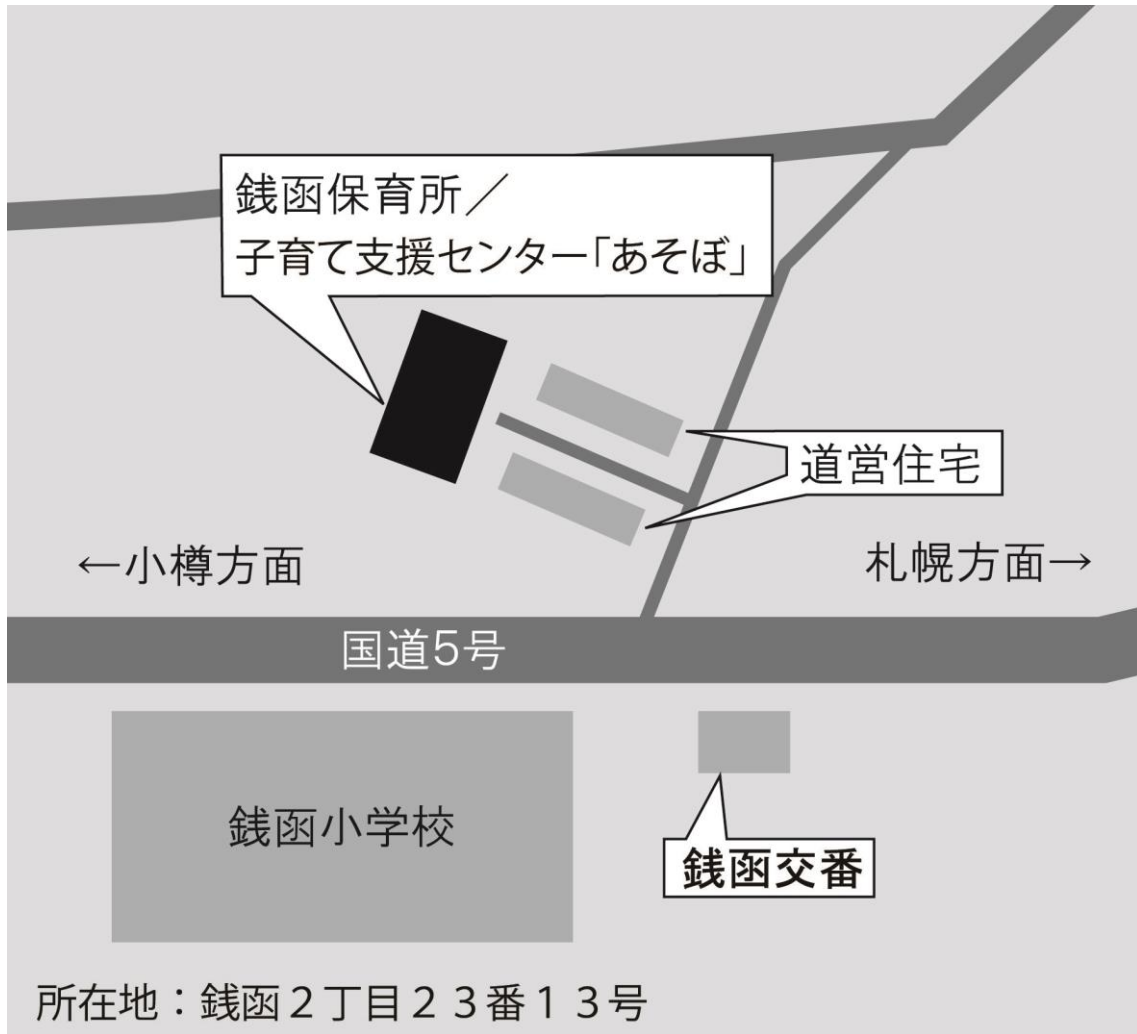 銭函保育所／
子育て支援センター「あそぼ」
道営住宅
←小樽方面
札幌方面→
国道5号
銭函小学校
銭函交番
所在地：銭函２丁目２３番１３号